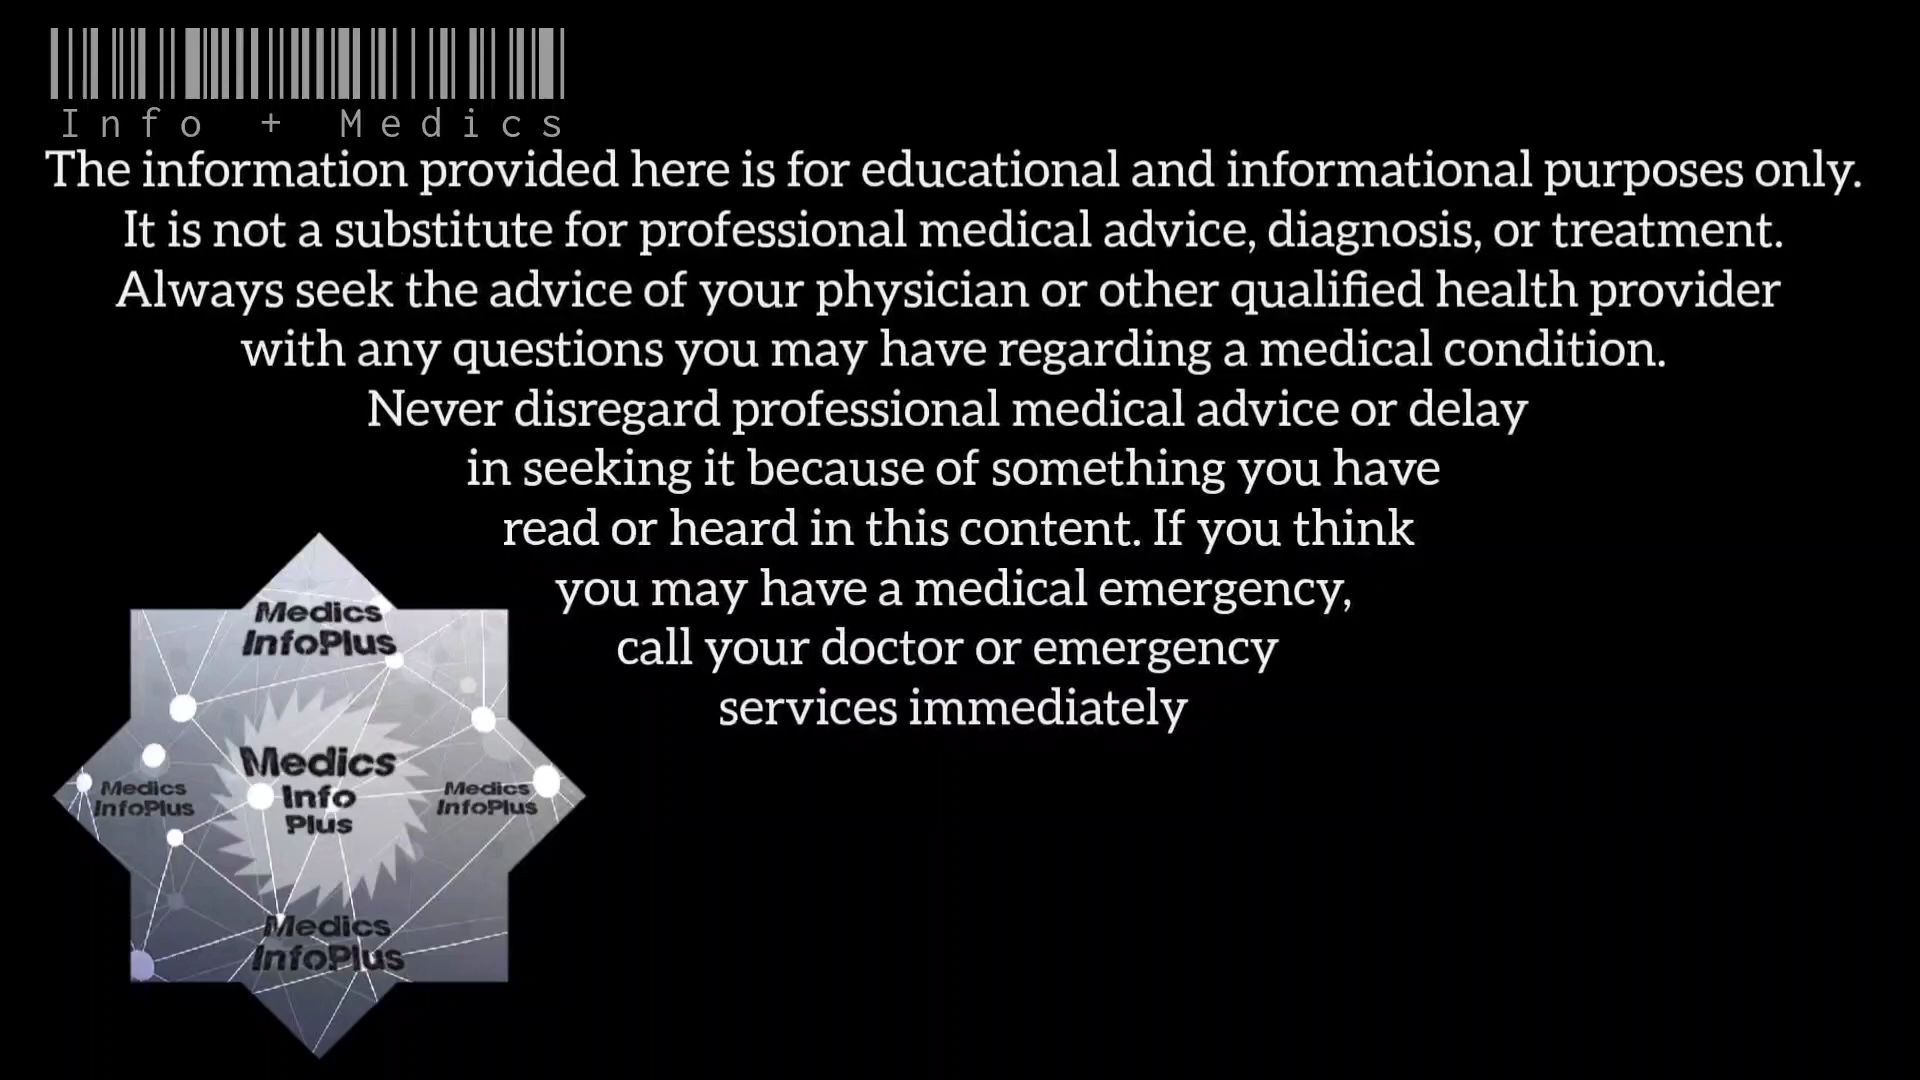 Info + Medics
The information provided here is for educational and informational purposes only.
It is not a substitute for professional medical advice, diagnosis, or treatment.
Always seek the advice of your physician or other qualified health provider
with any questions you may have regarding a medical condition.
Never disregard professional medical advice or delay
in seeking it because of something you have
read or heard in this content. If you think
you may have a medical emergency,
call your doctor or emergency
services immediately
Medics
InfoPlus
Medics
Info
Plus
Medics
InfoPlus
Medics
InfoPlus
Medics
InfoPlus